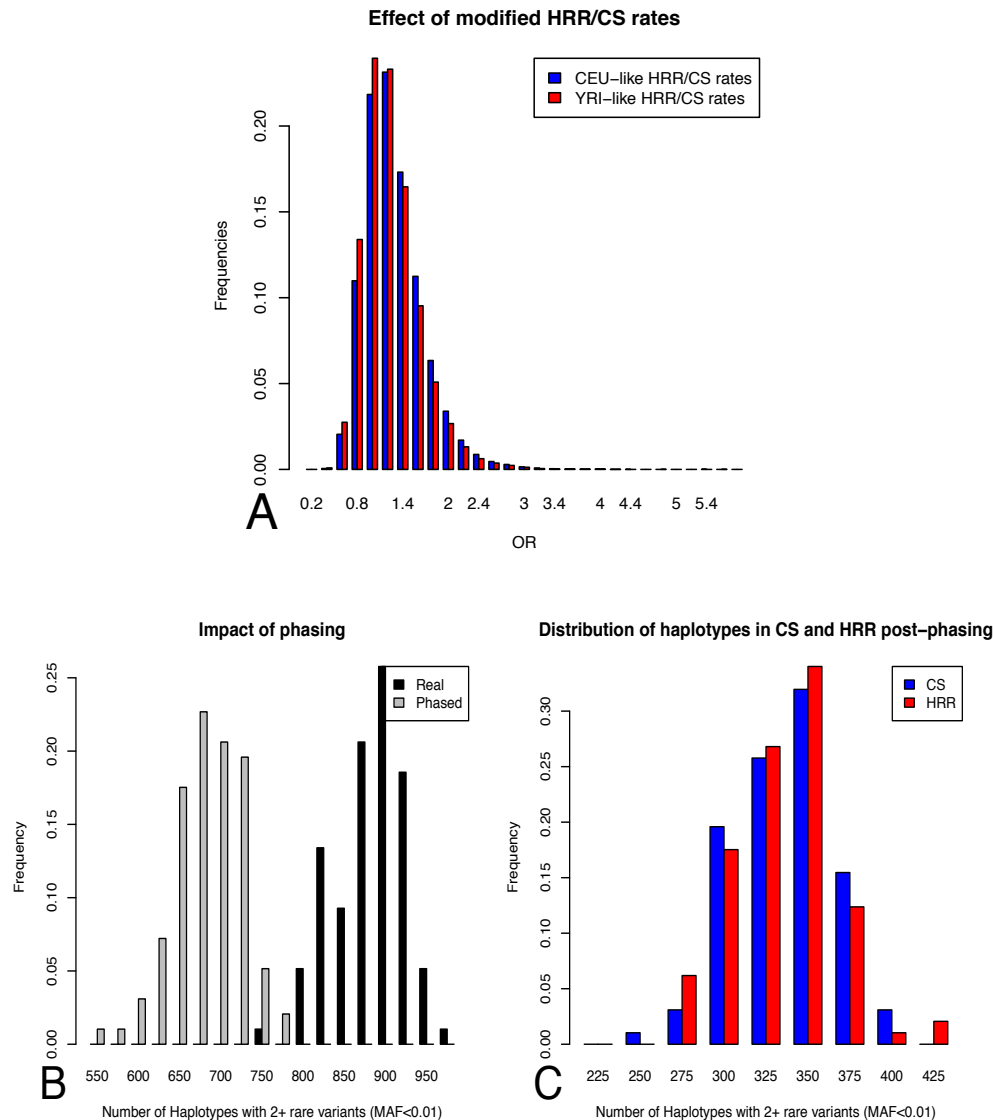 Effect of modified HRR/CS rates
CEU−like HRR/CS rates
YRI−like HRR/CS rates
Frequencies
0.20
0.15
0.10
0.05
0.00
0.2 0.8 1.4 2 2.4 3 3.4 4 4.4 5 5.4
OR
A
Impact of phasing
Real
Phased
Frequency
0.25
0.20
0.15
0.10
0.05
0.00
550 600 650 700 750 800 850 900 950
Number of Haplotypes with 2+ rare variants (MAF<0.01)
B
Distribution of haplotypes in CS and HRR post−phasing
CS
HRR
Frequency
0.30
0.25
0.20
0.15
0.10
0.05
0.00
225 250 275 300 325 350 375 400 425
Number of Haplotypes with 2+ rare variants (MAF<0.01)
C